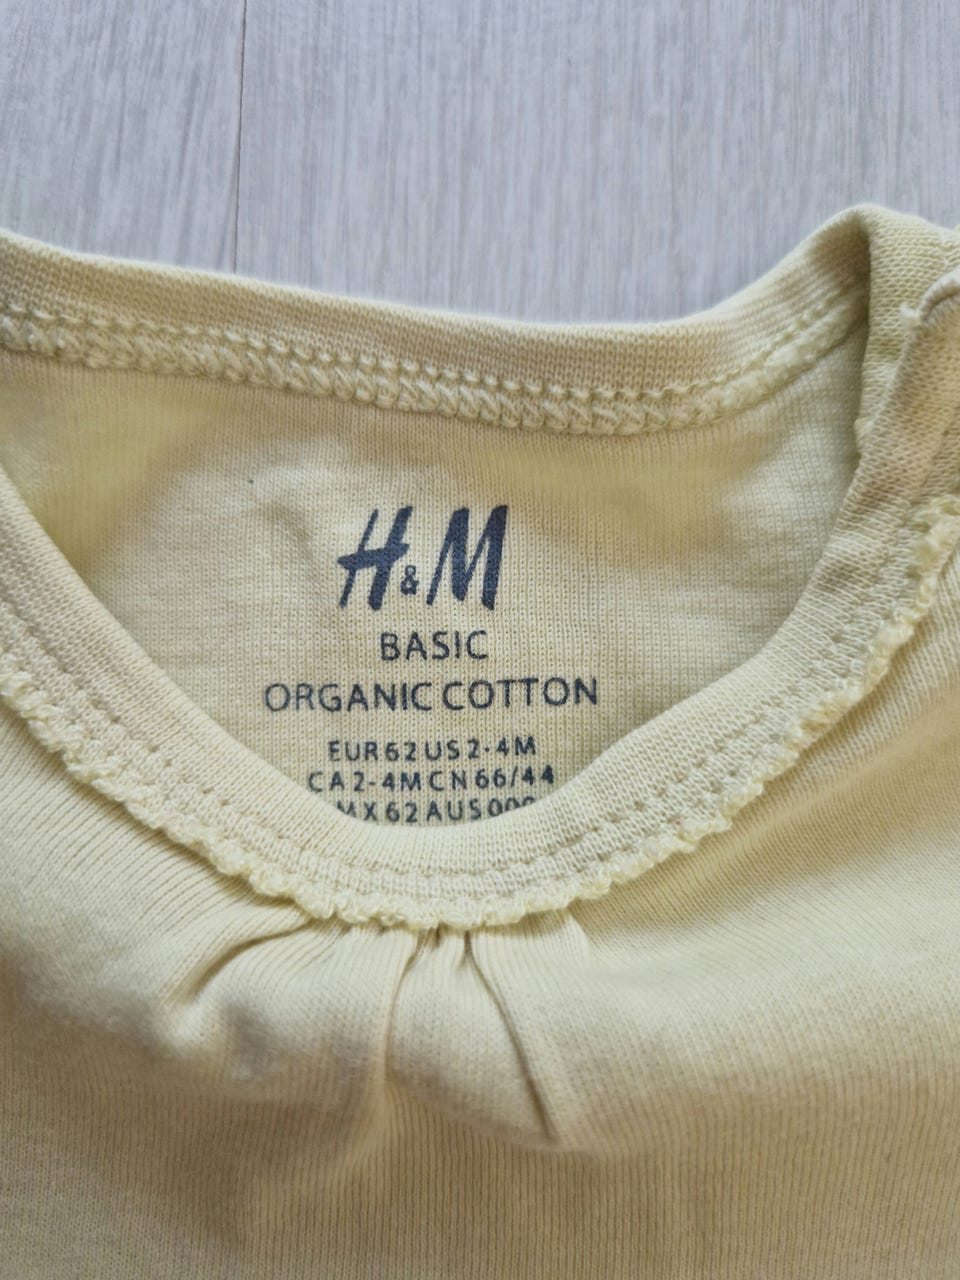 H&M
BASIC
ORGANIC COTTON
EUR 62 US 2-4M
CA 2-4M CN 66/44
MX 62 AUS 000